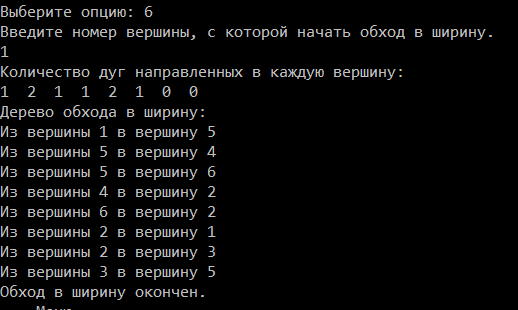 Выберите опцию: 6
Введите номер вершины, с которой начать обход в ширину.
1
Количество дуг направленных в каждую вершину:
1 2 1 1 2 1 0 0
Дерево обхода в ширину:
Из вершины 1 в вершину 5
Из вершины 5 в вершину 4
Из вершины 5 в вершину 6
Из вершины 4 в вершину 2
Из вершины 6 в вершину 2
Из вершины 2 в вершину 1
Из вершины 2 в вершину 3
Из вершины 3 в вершину 5
Обход в ширину окончен.